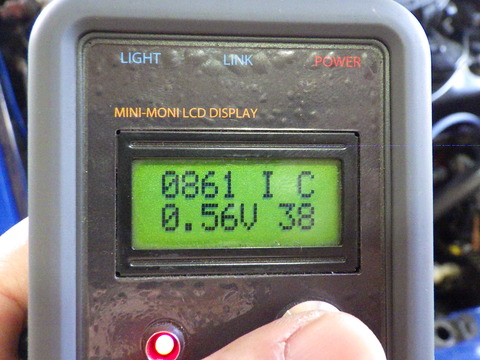 LIGHT LINK POWER
MINI-MONI LCD DISPLAY
0861 I C
0.56V 38